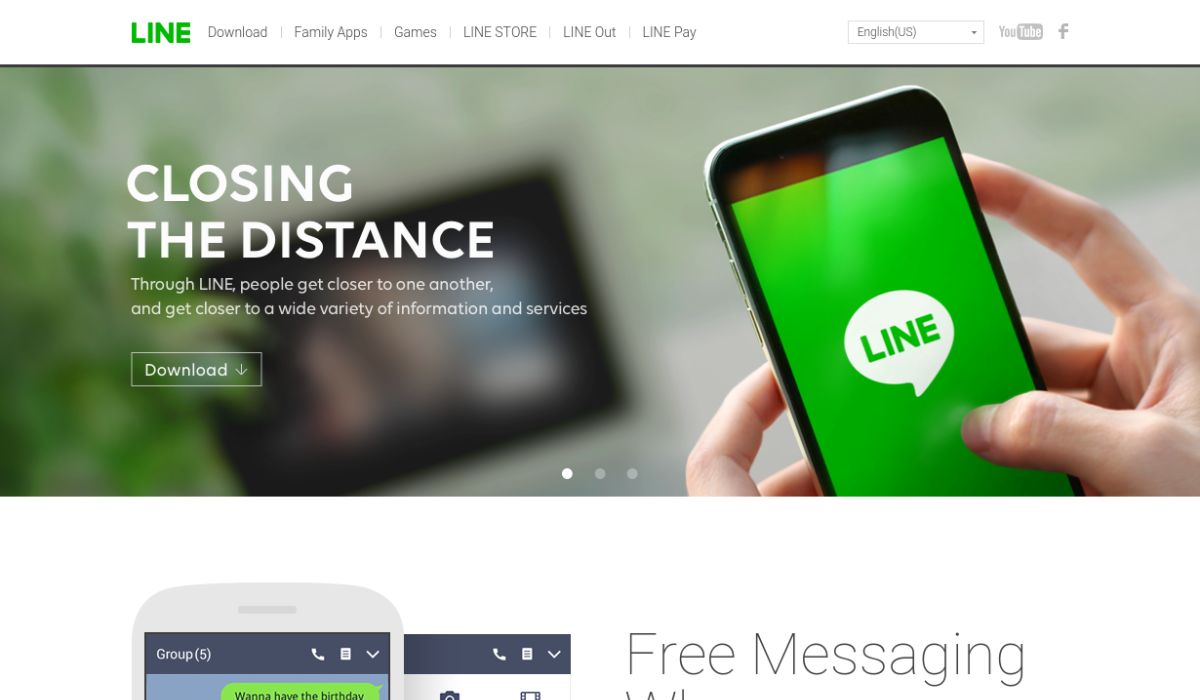 LINE Download Family Apps Games LINE STORE LINE Out LINE Pay English(US) YouTube f
CLOSING
THE DISTANCE
Through LINE, people get closer to one another,
and get closer to a wide variety of information and services
Download
LINE
Free Messaging
Group (5)
Wanna have the birthday